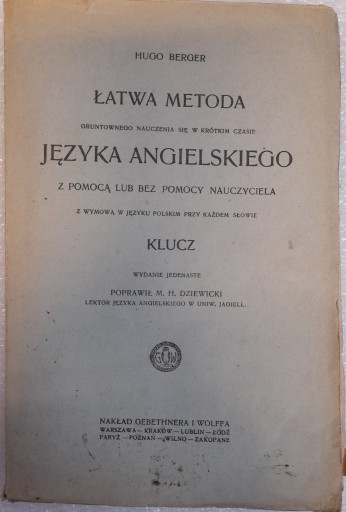 HUGO BERGER
ŁATWA METODA
GRUNTOWNEGO NAUCZENIA SIĘ W KRÓTKIM CZASIE
JĘZYKA ANGIELSKIEGO
Z POMOCĄ LUB BEZ POMOCY NAUCZYCIELA
Z WYMOWĄ W JĘZYKU POLSKIM PRZY KAŻDEM SŁOWIE
KLUCZ
WYDANIE JEDENASTE
POPRAWIŁ M. H. DZIEWICKI
LEKTOR JĘZYKA ANGIELSKIEGO W UNIW. JAGIELL.
G W
NAKŁAD GEBETHNERA I WOLFFA
WARSZAWA — KRAKÓW — LUBLIN — ŁÓDŹ
PARYŻ — POZNAŃ — WILNO — ZAKOPANE